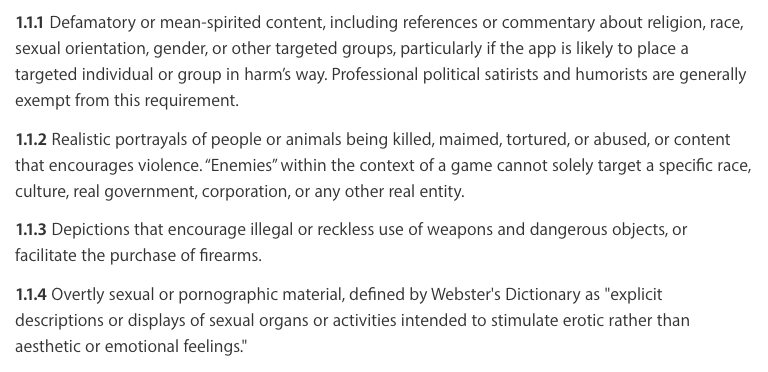 1.1.1 Defamatory or mean-spirited content, including references or commentary about religion, race,
sexual orientation, gender, or other targeted groups, particularly if the app is likely to place a
targeted individual or group in harm’s way. Professional political satirists and humorists are generally
exempt from this requirement.
1.1.2 Realistic portrayals of people or animals being killed, maimed, tortured, or abused, or content
that encourages violence. “Enemies” within the context of a game cannot solely target a specific race,
culture, real government, corporation, or any other real entity.
1.1.3 Depictions that encourage illegal or reckless use of weapons and dangerous objects, or
facilitate the purchase of firearms.
1.1.4 Overtly sexual or pornographic material, defined by Webster's Dictionary as "explicit
descriptions or displays of sexual organs or activities intended to stimulate erotic rather than
aesthetic or emotional feelings."